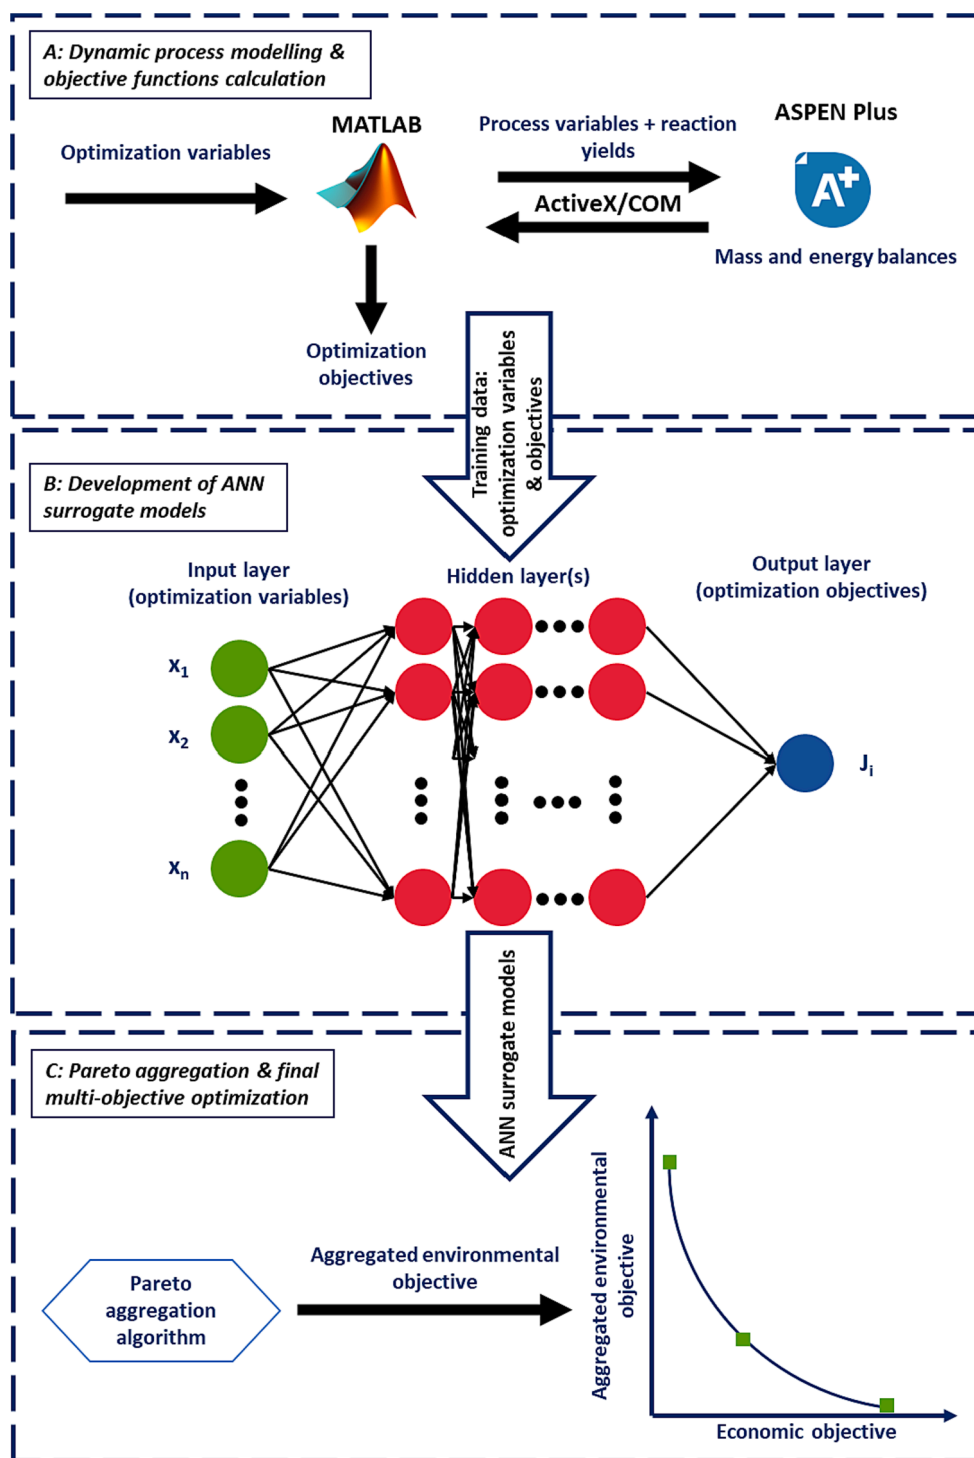 A: Dynamic process modelling &
objective functions calculation
MATLAB
Optimization variables
Process variables + reaction
yields
ActiveX/COM
ASPEN Plus
A+
Mass and energy balances
Optimization
objectives
Training data:
optimization variables
& objectives
B: Development of ANN
surrogate models
Input layer
(optimization variables)
Hidden layer(s)
Output layer
(optimization objectives)
x1
x2
xn
Ji
ANN surrogate models
C: Pareto aggregation & final
multi-objective optimization
Pareto
aggregation
algorithm
Aggregated environmental
objective
Aggregated environmental
objective
Economic objective